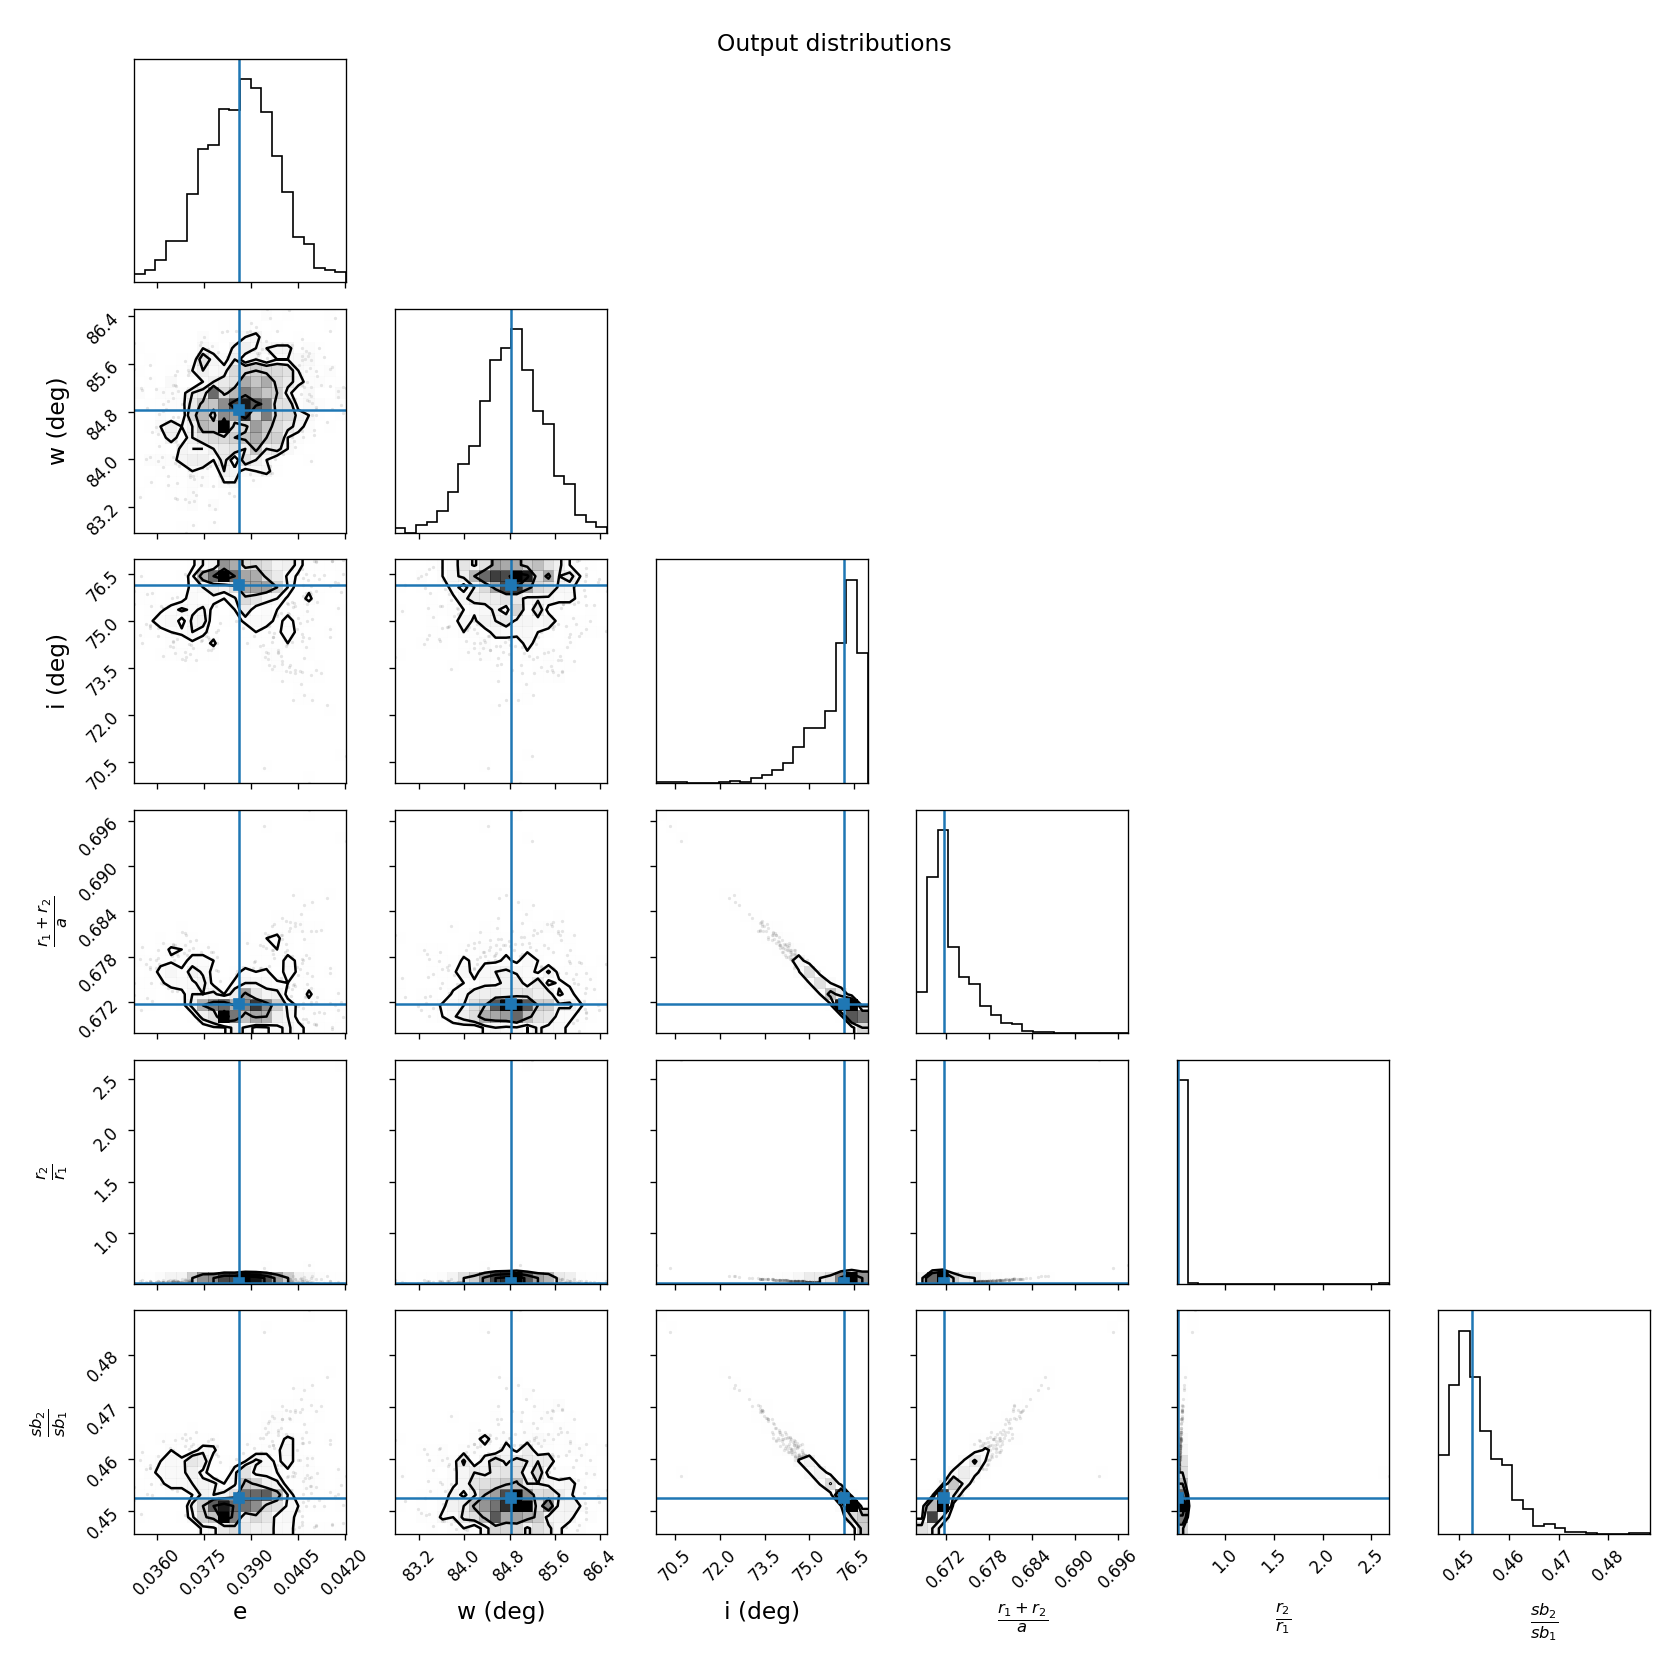 Output distributions
w (deg)
86.4
85.6
84.8
84.0
83.2
i (deg)
76.5
75.0
73.5
72.0
70.5
r₁ + r₂
a
0.696
0.690
0.684
0.678
0.672
r₂
r₁
2.5
2.0
1.5
1.0
sb₂
sb₁
0.48
0.47
0.46
0.45
0.0360 0.0375 0.0390 0.0405 0.0420
83.2 84.0 84.8 85.6 86.4
70.5 72.0 73.5 75.0 76.5
0.672 0.678 0.684 0.690 0.696
1.0 1.5 2.0 2.5
0.45 0.46 0.47 0.48
e
w (deg)
i (deg)
r₁ + r₂
a
r₂
r₁
sb₂
sb₁